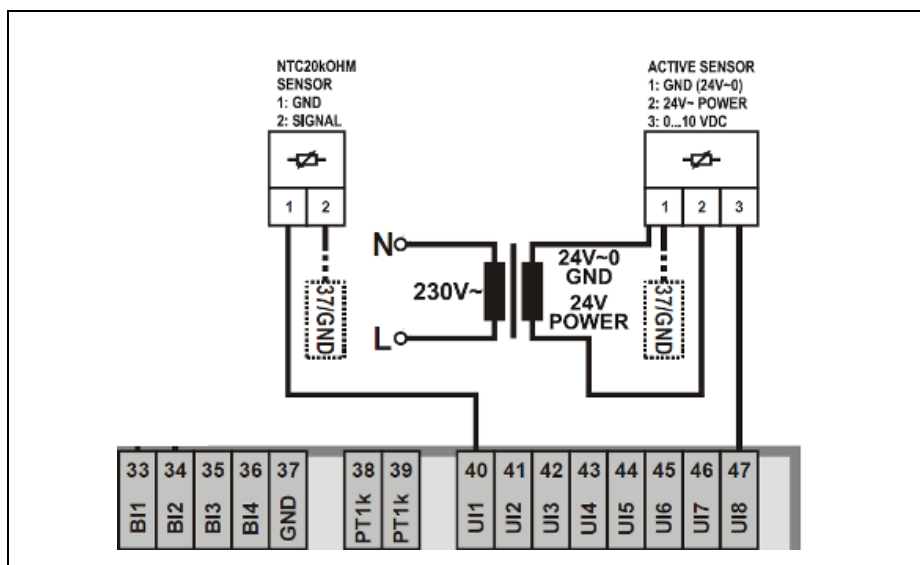 NTC20kOHM
SENSOR
1: GND
2: SIGNAL
ACTIVE SENSOR
1: GND (24V~0)
2: 24V~ POWER
3: 0...10 VDC
1 2
1 2 3
N
230V~
L
24V~0
GND
24V
POWER
37/GND
37/GND
33 34 35 36 37 38 39 40 41 42 43 44 45 46 47
BI1 BI2 BI3 BI4 GND PT1k PT1k UI1 UI2 UI3 UI4 UI5 UI6 UI7 UI8